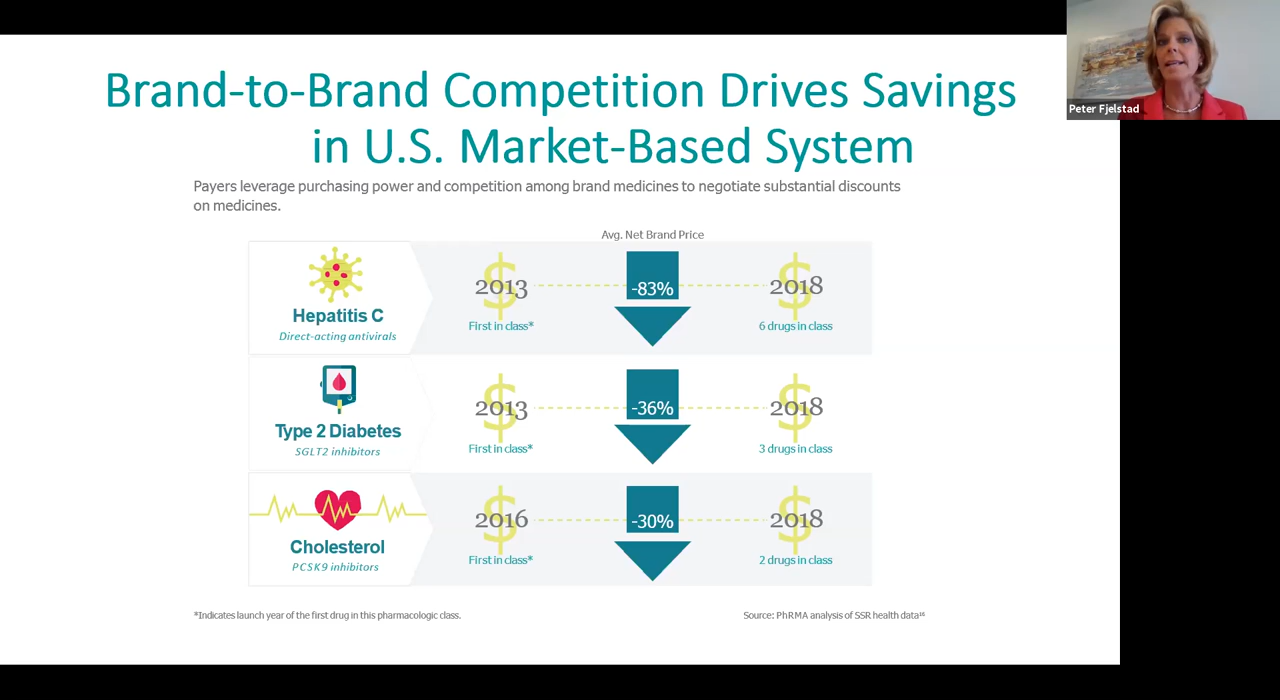 Brand-to-Brand Competition Drives Savings
in U.S. Market-Based System
Peter Fjelstad
Payers leverage purchasing power and competition among brand medicines to negotiate substantial discounts
on medicines.
Avg. Net Brand Price
Hepatitis C
Direct-acting antivirals
$ 2013
First in class*
-83%
$ 2018
6 drugs in class
Type 2 Diabetes
SGLT2 inhibitors
$ 2013
First in class*
-36%
$ 2018
3 drugs in class
Cholesterol
PCSK9 inhibitors
$ 2016
First in class*
-30%
$ 2018
2 drugs in class
*Indicates launch year of the first drug in this pharmacologic class.
Source: PhRMA analysis of SSR health data¹⁶